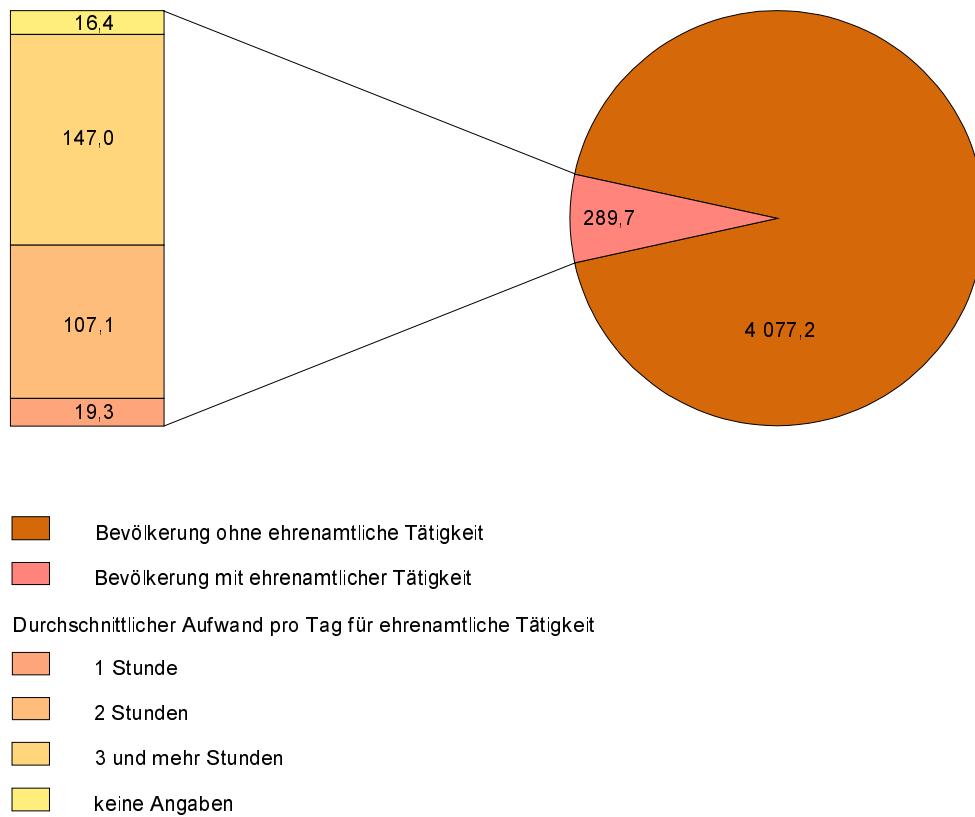 16,4
147,0
289,7
107,1
4 077,2
19,3
Bevölkerung ohne ehrenamtliche Tätigkeit
Bevölkerung mit ehrenamtlicher Tätigkeit
Durchschnittlicher Aufwand pro Tag für ehrenamtliche Tätigkeit
1 Stunde
2 Stunden
3 und mehr Stunden
keine Angaben